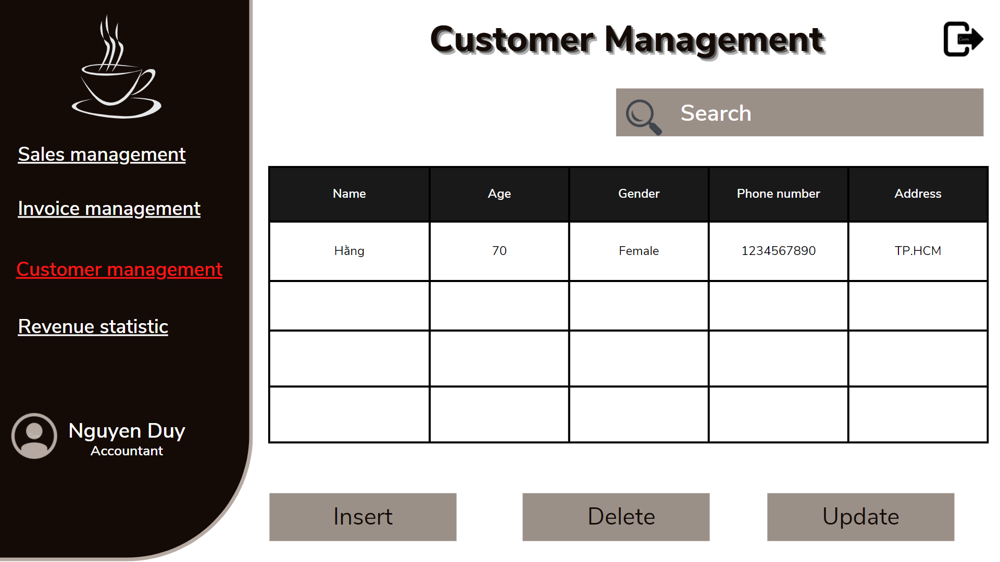 Customer Management
Search
Sales management
Invoice management
Customer management
Revenue statistic
Nguyen Duy
Accountant
Name Age Gender Phone number Address
Hằng 70 Female 1234567890 TP.HCM
Insert Delete Update